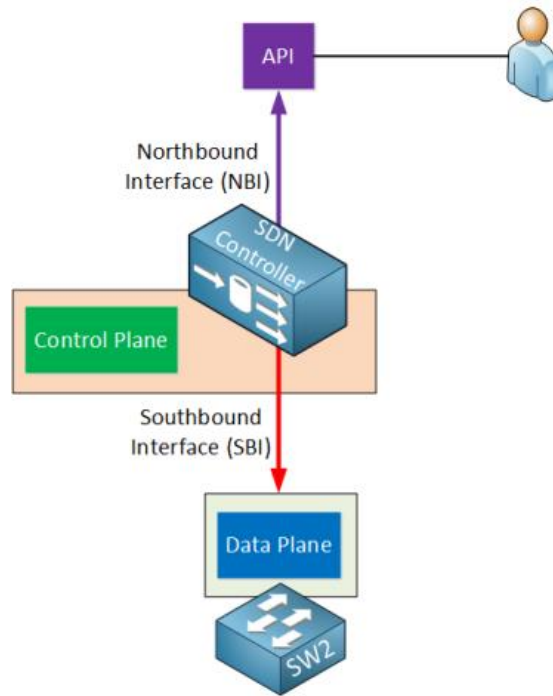 API
Northbound
Interface (NBI)
SDN
Controller
Control Plane
Southbound
Interface (SBI)
Data Plane
SW2